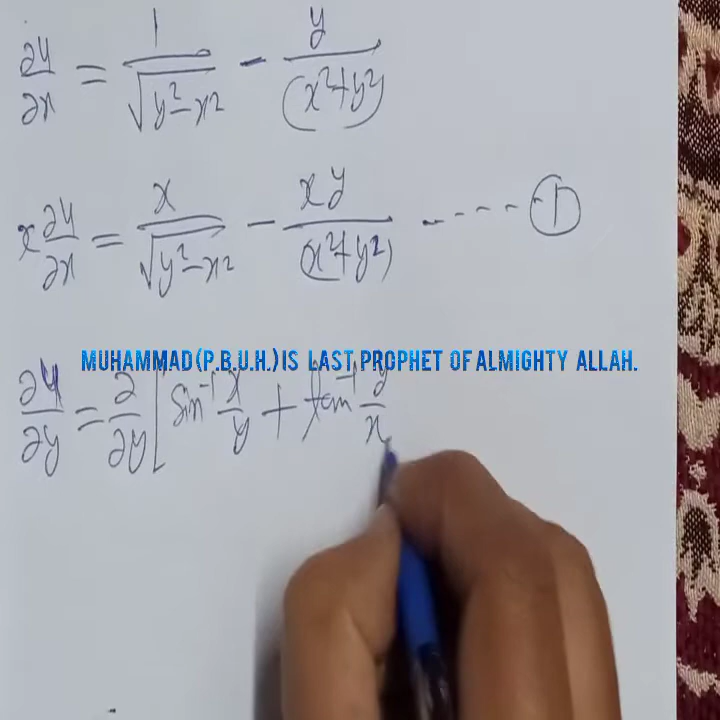 ∂u/∂x = 1/√(y²-x²) - y/(x²+y²)
x ∂u/∂x = x/√(y²-x²) - xy/(x²+y²) ------ ①
MUHAMMAD(P.B.U.H.) IS LAST PROPHET OF ALMIGHTY ALLAH.
∂u/∂y = ∂/∂y [sin⁻¹ x/y + tan⁻¹ y/x